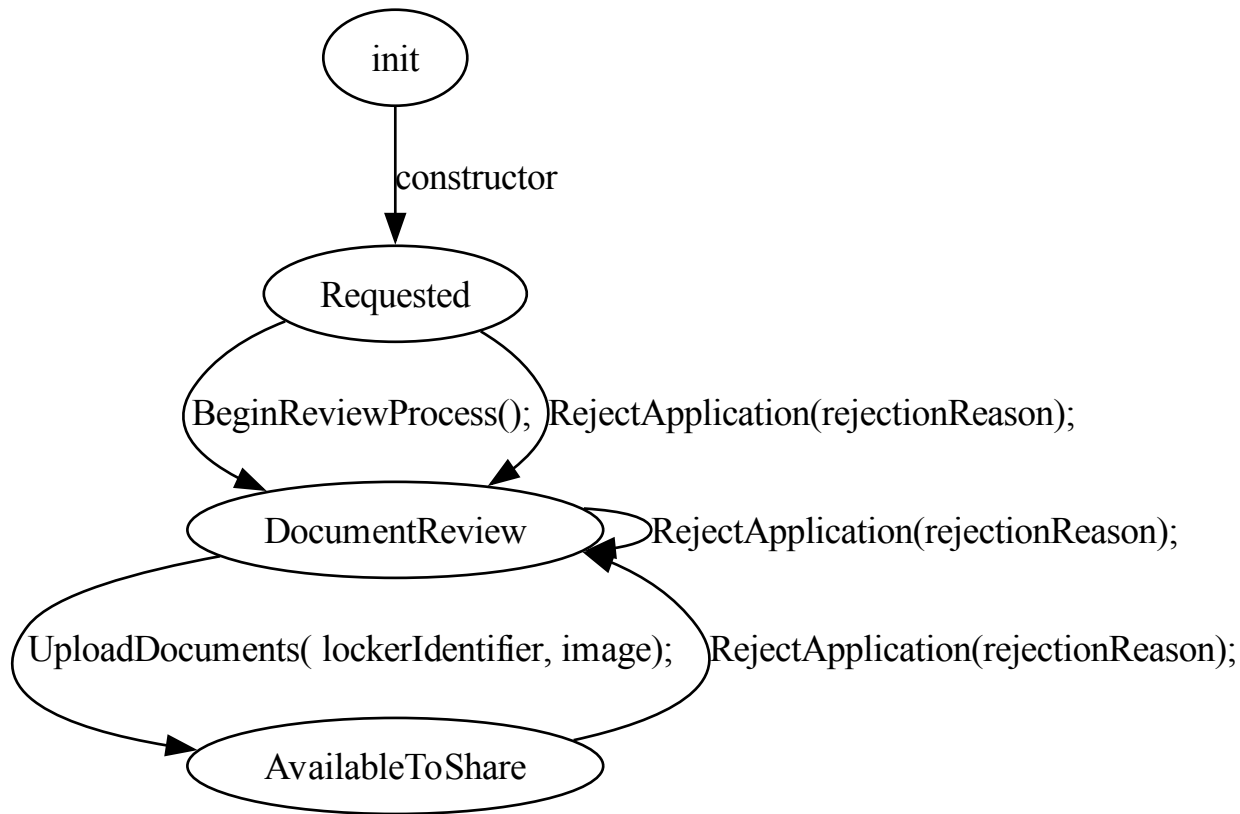 init
constructor
Requested
BeginReviewProcess();
RejectApplication(rejectionReason);
DocumentReview
RejectApplication(rejectionReason);
UploadDocuments( lockerIdentifier, image);
RejectApplication(rejectionReason);
AvailableToShare